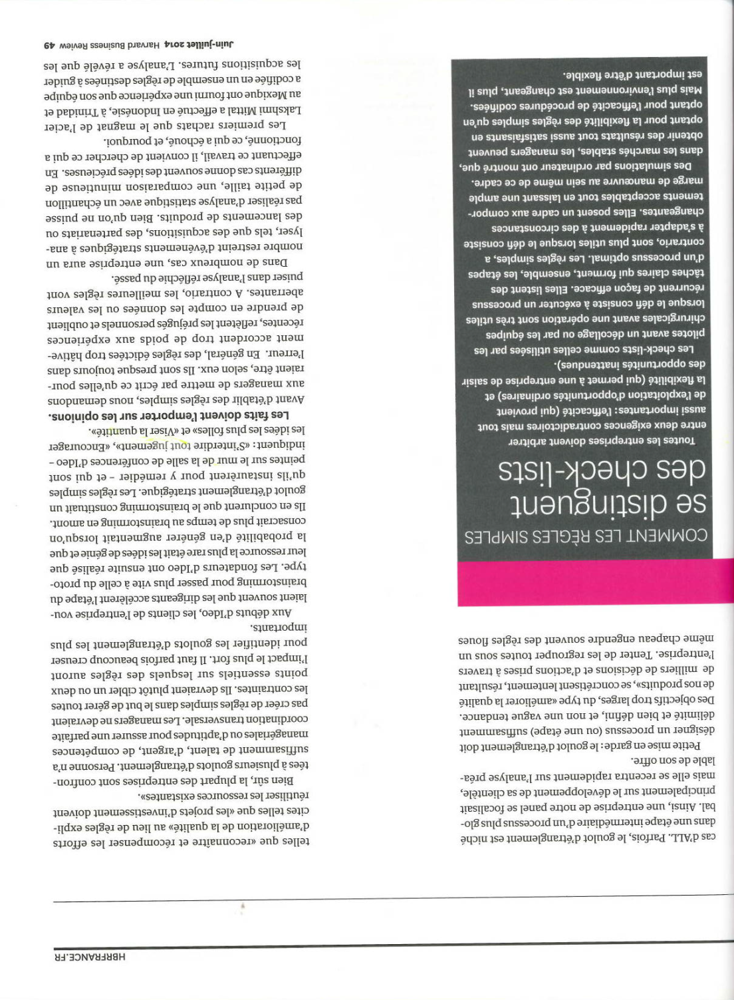 HBRFRANCE.FR
cas d'ALL. Parfois, le goulot d'étranglement est niché
dans une étape intermédiaire d'un processus plus glo-
bal. Ainsi, une entreprise de notre panel se focalisait
principalement sur le développement de sa clientèle,
mais elle se recentra rapidement sur l'analyse préa-
lable de son offre.
Petite mise en garde : le goulot d'étranglement doit
désigner un processus (ou une étape) suffisamment
délimité et bien défini, et non une vague tendance.
Des objectifs trop larges, du type «améliorer la qualité
de nos produits», se concrétisent lentement, résultant
de milliers de décisions et d'actions prises à travers
l'entreprise. Tenter de les regrouper toutes sous un
même chapeau engendre souvent des règles floues
COMMENT LES RÈGLES SIMPLES
se distinguent
des check-lists
Toutes les entreprises doivent arbitrer
entre deux exigences contradictoires mais tout
aussi importantes : l'efficacité (qui provient
de l'exploitation d'opportunités ordinaires) et
la flexibilité (qui permet à une entreprise de saisir
des opportunités inattendues).
Les check-lists comme celles utilisées par les
pilotes avant un décollage ou par les équipes
chirurgicales avant une opération sont très utiles
lorsque le défi consiste à exécuter un processus
récurrent de façon efficace. Elles listent des
tâches claires qui forment, ensemble, les étapes
d'un processus optimal. Les règles simples, a
contrario, sont plus utiles lorsque le défi consiste
à s'adapter rapidement à des circonstances
changeantes. Elles posent un cadre aux compor-
tements acceptables tout en laissant une ample
marge de manœuvre au sein même de ce cadre.
Des simulations par ordinateur ont montré que,
dans les marchés stables, les managers peuvent
obtenir des résultats tout aussi satisfaisants en
optant pour la flexibilité des règles simples qu'en
optant pour l'efficacité de procédures codifiées.
Mais plus l'environnement est changeant, plus il
est important d'être flexible.
telles que «reconnaître et récompenser les efforts
d'amélioration de la qualité» au lieu de règles expli-
cites telles que «les projets d'investissement doivent
réutiliser les ressources existantes».
Bien sûr, la plupart des entreprises sont confron-
tées à plusieurs goulots d'étranglement. Personne n'a
suffisamment de talent, d'argent, de compétences
managériales ou d'aptitudes pour assurer une parfaite
coordination transversale. Les managers ne devraient
pas créer de règles simples dans le but de gérer toutes
les contraintes. Ils devraient plutôt cibler un ou deux
points essentiels sur lesquels des règles auront
l'impact le plus fort. Il faut parfois beaucoup creuser
pour identifier les goulots d'étranglement les plus
importants.
Aux débuts d'Ideo, les clients de l'entreprise vou-
laient souvent que les dirigeants accélèrent l'étape du
brainstorming pour passer plus vite à celle du proto-
type. Les fondateurs d'Ideo ont ensuite réalisé que
leur ressource la plus rare était les idées de génie et que
la probabilité d'en générer augmentait lorsqu'on
consacrait plus de temps au brainstorming en amont.
Ils en conclurent que le brainstorming constituait un
goulot d'étranglement stratégique. Les règles simples
qu'ils instaurèrent pour y remédier – et qui sont
peintes sur le mur de la salle de conférences d'Ideo –
indiquent : «S'interdire tout jugement», «Encourager
les idées les plus folles» et «Viser la quantité».
Les faits doivent l'emporter sur les opinions.
Avant d'établir des règles simples, nous demandons
aux managers de mettre par écrit ce qu'elles pour-
raient être, selon eux. Ils sont presque toujours dans
l'erreur. En général, des règles édictées trop hâtive-
ment accordent trop de poids aux expériences
récentes, reflètent les préjugés personnels et oublient
de prendre en compte les données ou les valeurs
aberrantes. A contrario, les meilleures règles vont
puiser dans l'analyse réfléchie du passé.
Dans de nombreux cas, une entreprise aura un
nombre restreint d'événements stratégiques à ana-
lyser, tels que des acquisitions, des partenariats ou
des lancements de produits. Bien qu'on ne puisse
pas réaliser d'analyse statistique avec un échantillon
de petite taille, une comparaison minutieuse de
différents cas donne souvent des idées précieuses. En
effectuant ce travail, il convient de chercher ce qui a
fonctionné, ce qui a échoué, et pourquoi.
Les premiers rachats que le magnat de l'acier
Lakshmi Mittal a effectué en Indonésie, à Trinidad et
au Mexique ont fourni une expérience que son équipe
a codifiée en un ensemble de règles destinées à guider
les acquisitions futures. L'analyse a révélé que les
Juin-juillet 2014 Harvard Business Review 49